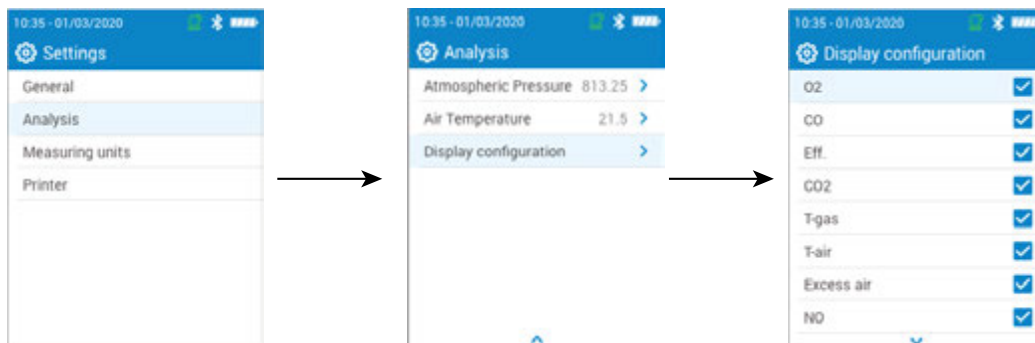 10:35 - 01/03/2020
Settings
General
Analysis
Measuring units
Printer
10:35 - 01/03/2020
Analysis
Atmospheric Pressure 813.25
Air Temperature 21.5
Display configuration
10:35 - 01/03/2020
Display configuration
O2
CO
Eff.
CO2
T-gas
T-air
Excess air
NO